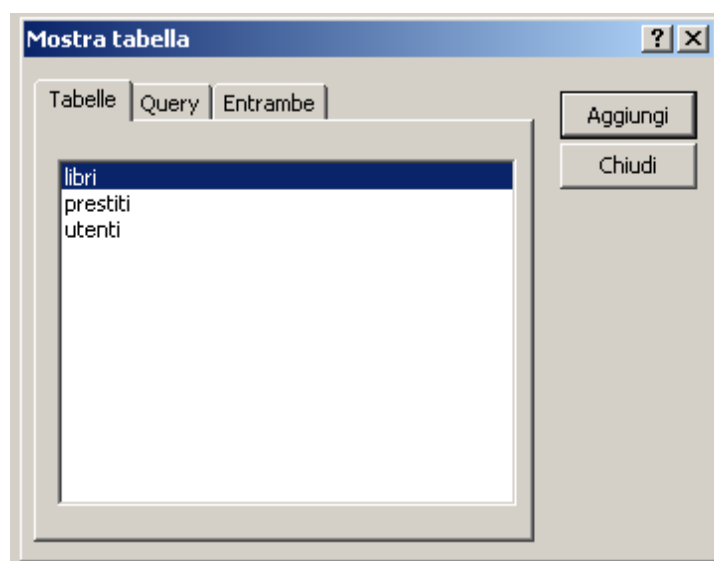 Mostra tabella
Tabelle Query Entrambe
Aggiungi
Chiudi
libri
prestiti
utenti